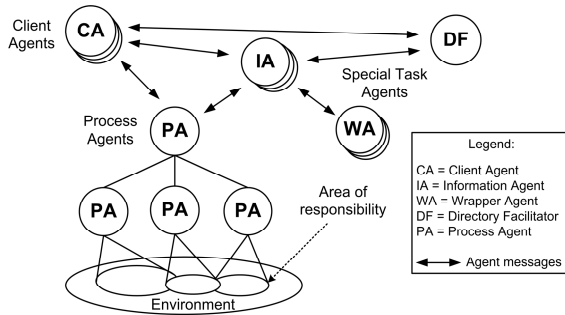 Client
Agents
CA
DF
IA
Special Task
Agents
Process
Agents
PA
WA
PA
PA
PA
Area of
responsibility
Environment
Legend:
CA = Client Agent
IA = Information Agent
WA = Wrapper Agent
DF = Directory Facilitator
PA = Process Agent
Agent messages